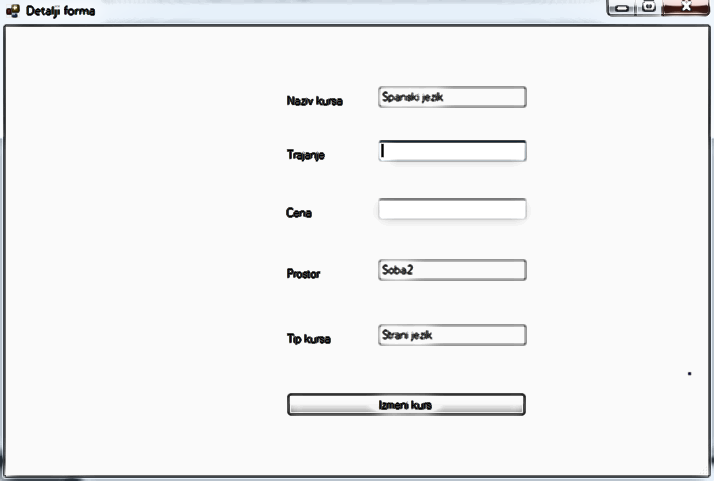 Detalji forma
Naziv kursa Spanski jezik
Trajanje
Cena
Prostor Soba2
Tip kursa Strani jezik
Izmeni kurs